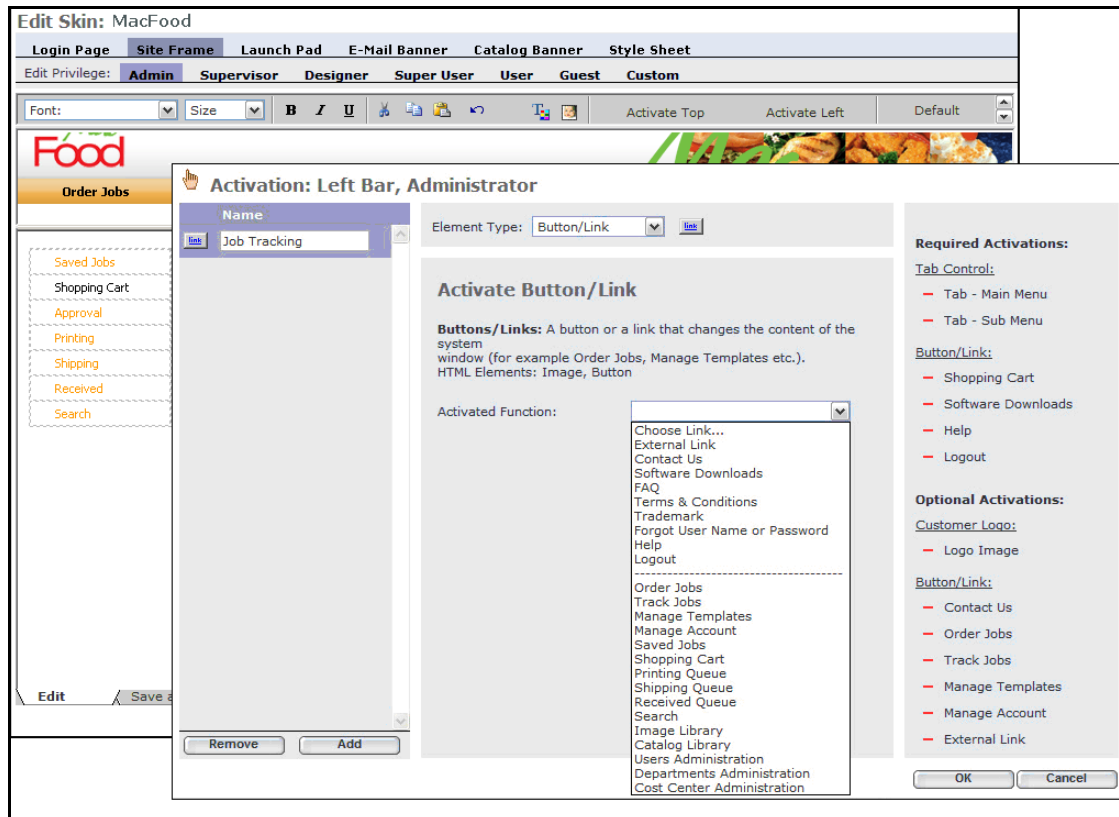 Edit Skin: MacFood
Login Page Site Frame Launch Pad E-Mail Banner Catalog Banner Style Sheet
Edit Privilege: Admin Supervisor Designer Super User User Guest Custom
Font: Size B I U Activate Top Activate Left Default
Food
Mac
Order Jobs
Saved Jobs
Shopping Cart
Approval
Printing
Shipping
Received
Search
Edit Save a
Activation: Left Bar, Administrator
Name
link Job Tracking
Remove Add
Element Type: Button/Link link
Activate Button/Link
Buttons/Links: A button or a link that changes the content of the
system
window (for example Order Jobs, Manage Templates etc.).
HTML Elements: Image, Button
Activated Function:
Choose Link...
External Link
Contact Us
Software Downloads
FAQ
Terms & Conditions
Trademark
Forgot User Name or Password
Help
Logout
----------------------------------------
Order Jobs
Track Jobs
Manage Templates
Manage Account
Saved Jobs
Shopping Cart
Printing Queue
Shipping Queue
Received Queue
Search
Image Library
Catalog Library
Users Administration
Departments Administration
Cost Center Administration
Required Activations:
Tab Control:
Tab - Main Menu
Tab - Sub Menu
Button/Link:
Shopping Cart
Software Downloads
Help
Logout
Optional Activations:
Customer Logo:
Logo Image
Button/Link:
Contact Us
Order Jobs
Track Jobs
Manage Templates
Manage Account
External Link
OK Cancel